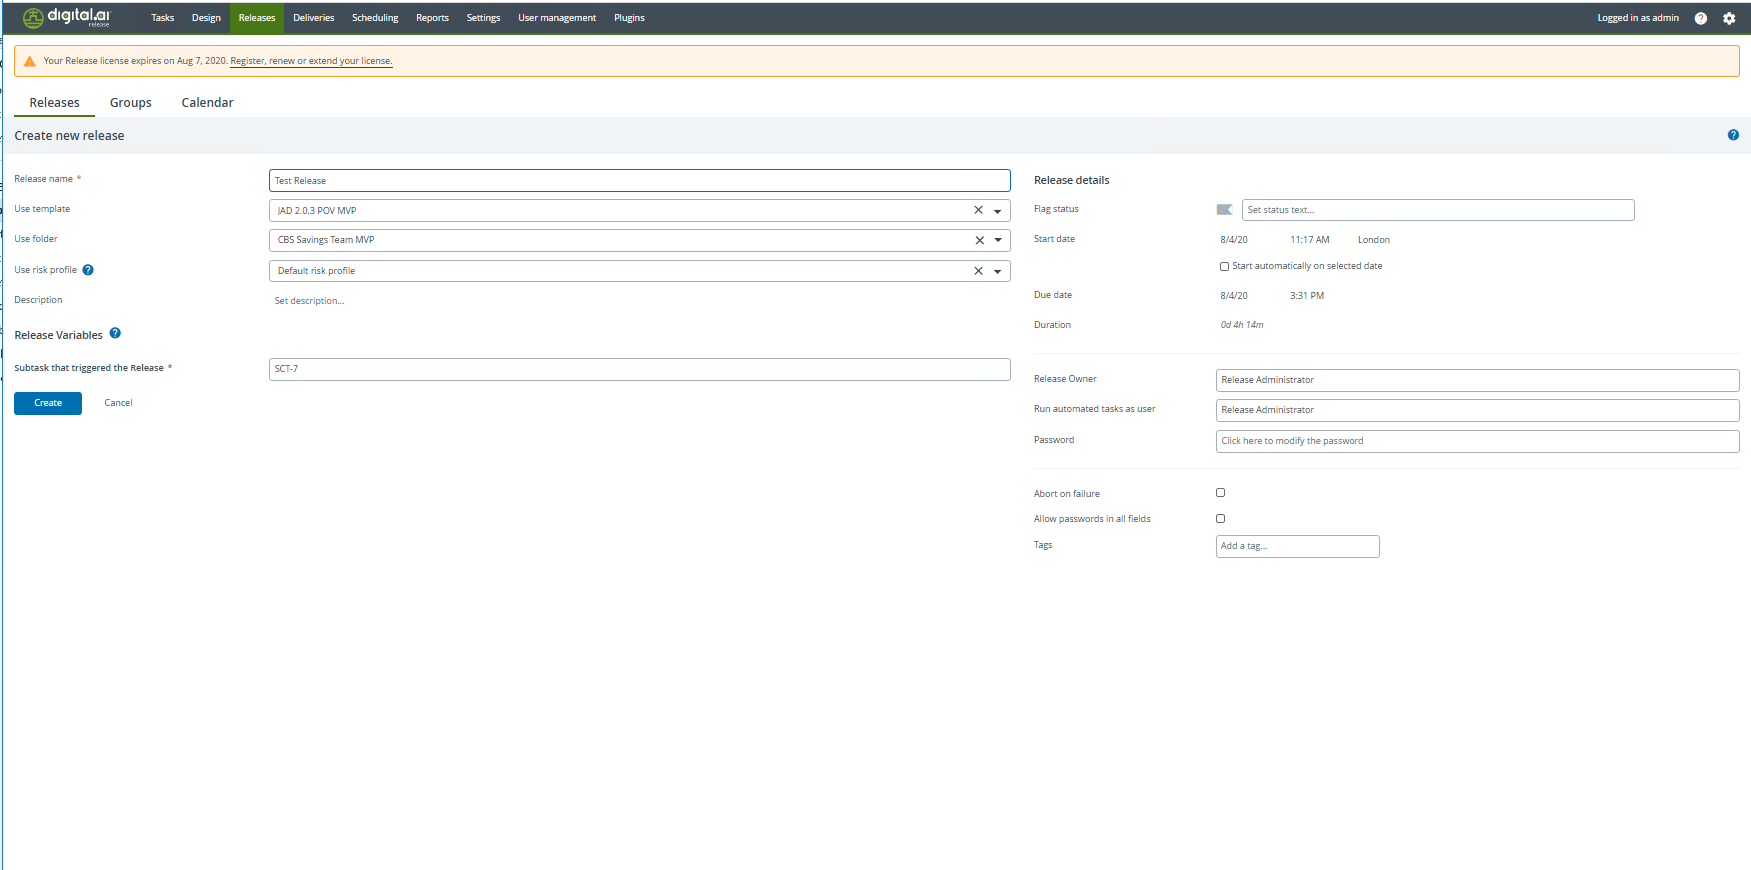 digital.ai
release
Tasks Design Releases Deliveries Scheduling Reports Settings User management Plugins Logged in as admin
Your Release license expires on Aug 7, 2020. Register, renew or extend your license.
Releases Groups Calendar
Create new release
Release name * Test Release
Use template JAD 2.0.3 POV MVP
Use folder CBS Savings Team MVP
Use risk profile Default risk profile
Description Set description...
Release Variables
Subtask that triggered the Release * SCT-7
Create Cancel
Release details
Flag status Set status text...
Start date 8/4/20 11:17 AM London
Start automatically on selected date
Due date 8/4/20 3:31 PM
Duration 0d 4h 14m
Release Owner Release Administrator
Run automated tasks as user Release Administrator
Password Click here to modify the password
Abort on failure
Allow passwords in all fields
Tags Add a tag...